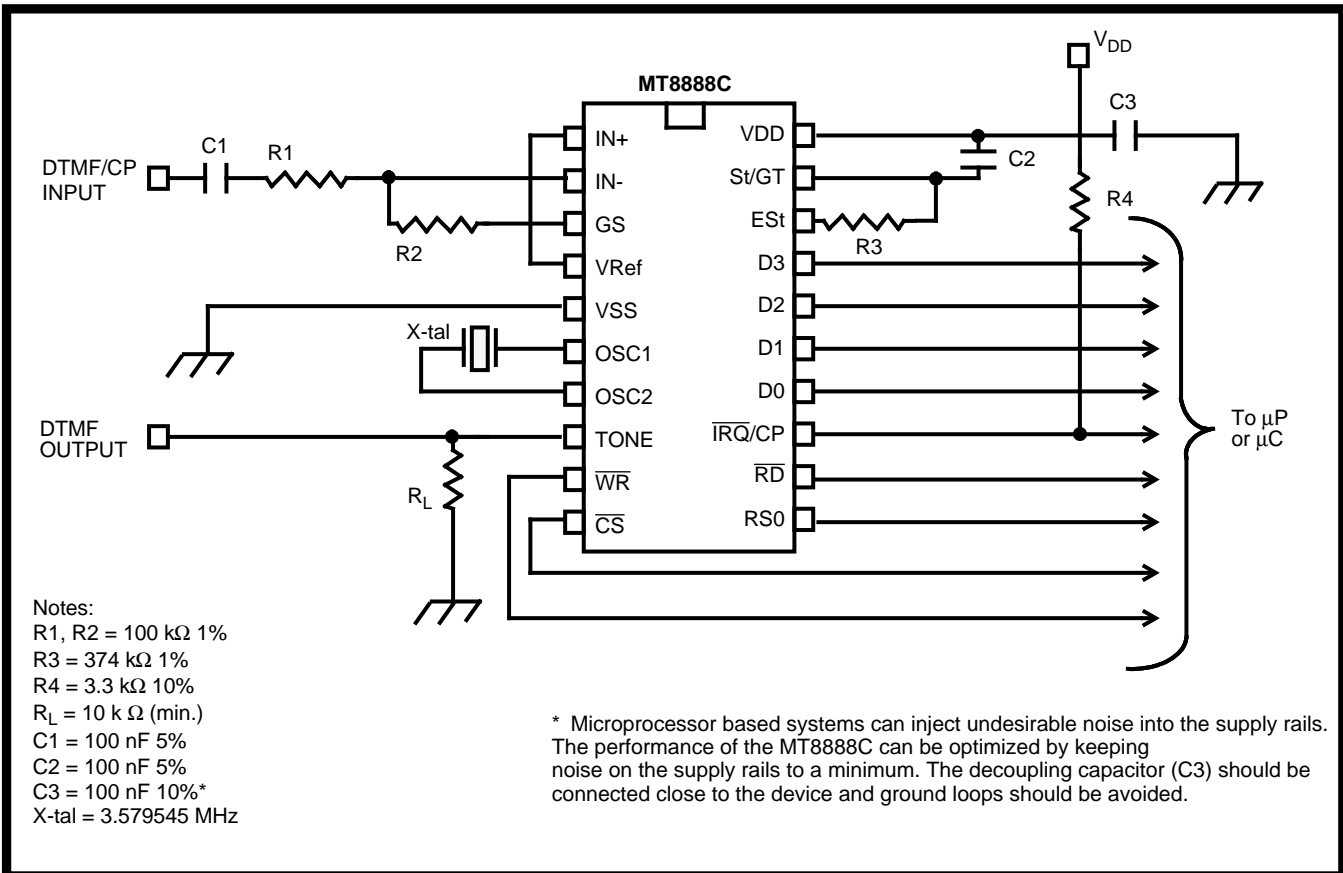 V_DD
MT8888C
C3
C1
R1
DTMF/CP
INPUT
IN+
VDD
C2
IN-
St/GT
R4
GS
ESt
R2
R3
VRef
D3
VSS
D2
X-tal
OSC1
D1
OSC2
D0
DTMF
OUTPUT
TONE
I̅R̅Q̅/CP
To μP
or μC
W̅R̅
R̅D̅
R_L
C̅S̅
RS0
Notes:
R1, R2 = 100 kΩ 1%
R3 = 374 kΩ 1%
R4 = 3.3 kΩ 10%
R_L = 10 k Ω (min.)
C1 = 100 nF 5%
C2 = 100 nF 5%
C3 = 100 nF 10%*
X-tal = 3.579545 MHz
* Microprocessor based systems can inject undesirable noise into the supply rails.
The performance of the MT8888C can be optimized by keeping
noise on the supply rails to a minimum. The decoupling capacitor (C3) should be
connected close to the device and ground loops should be avoided.